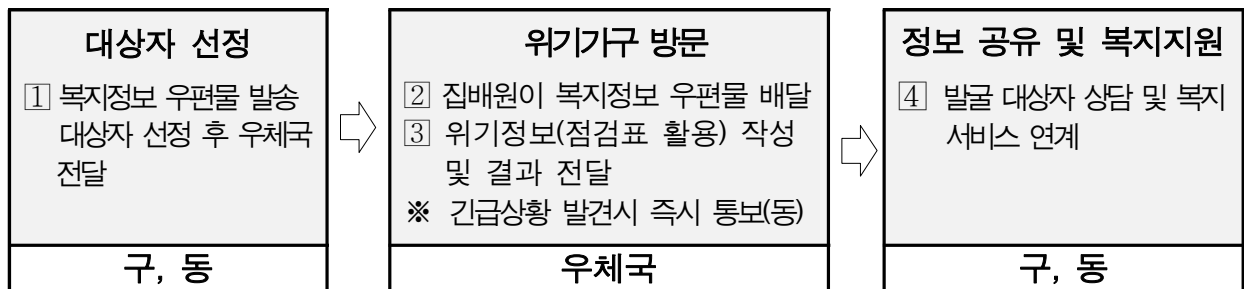 대상자 선정
1 복지정보 우편물 발송
대상자 선정 후 우체국
전달
구, 동
위기가구 방문
2 집배원이 복지정보 우편물 배달
3 위기정보(점검표 활용) 작성
및 결과 전달
※ 긴급상황 발견시 즉시 통보(동)
우체국
정보 공유 및 복지지원
4 발굴 대상자 상담 및 복지
서비스 연계
구, 동